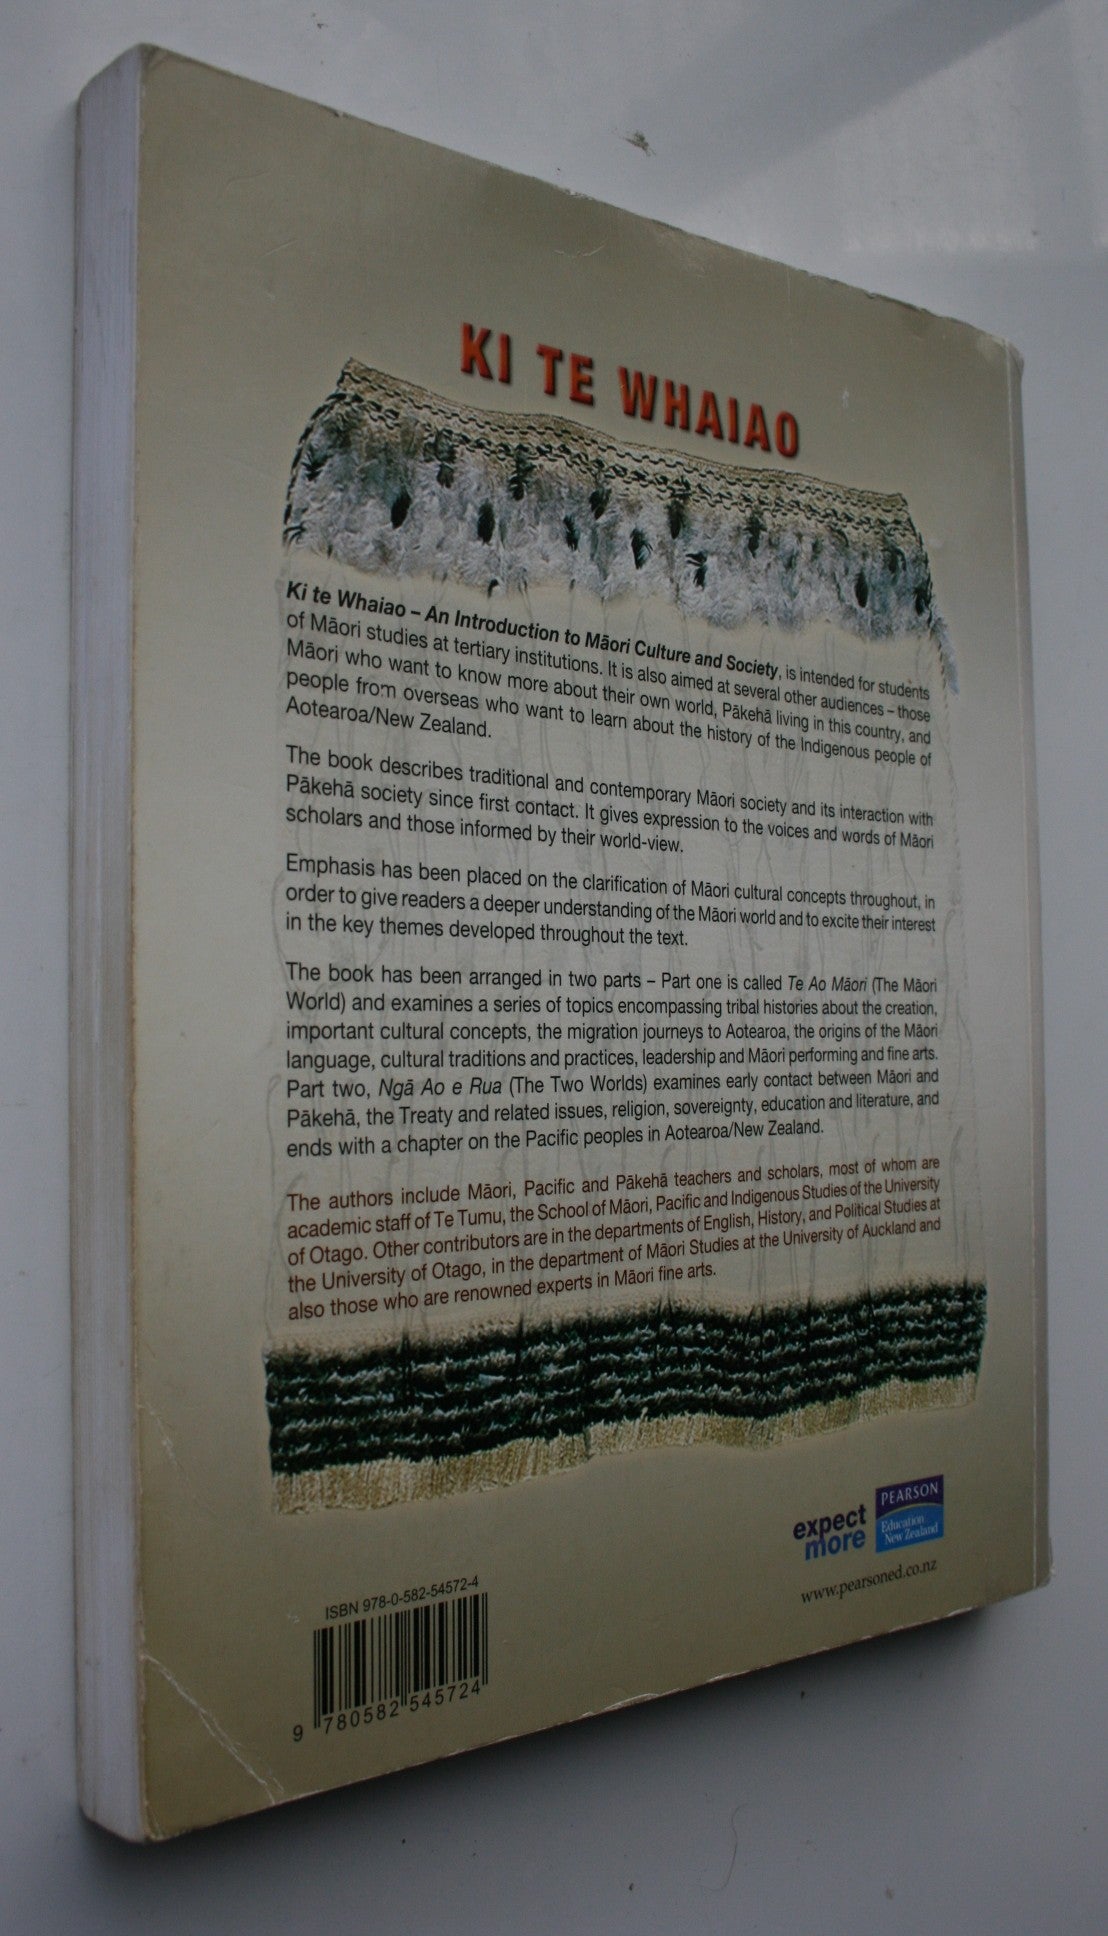 KI TE WHAIAO
Ki te Whaiao – An Introduction to Māori Culture and Society, is intended for students
of Māori studies at tertiary institutions. It is also aimed at several other audiences – those
Māori who want to know more about their own world, Pākehā living in this country, and
people from overseas who want to learn about the history of the Indigenous people of
Aotearoa/New Zealand.
The book describes traditional and contemporary Māori society and its interaction with
Pākehā society since first contact. It gives expression to the voices and words of Māori
scholars and those informed by their world-view.
Emphasis has been placed on the clarification of Māori cultural concepts throughout, in
order to give readers a deeper understanding of the Māori world and to excite their interest
in the key themes developed throughout the text.
The book has been arranged in two parts – Part one is called Te Ao Māori (The Māori
World) and examines a series of topics encompassing tribal histories about the creation,
important cultural concepts, the migration journeys to Aotearoa, the origins of the Māori
language, cultural traditions and practices, leadership and Māori performing and fine arts.
Part two, Ngā Ao e Rua (The Two Worlds) examines early contact between Māori and
Pākehā, the Treaty and related issues, religion, sovereignty, education and literature, and
ends with a chapter on the Pacific peoples in Aotearoa/New Zealand.
The authors include Māori, Pacific and Pākehā teachers and scholars, most of whom are
academic staff of Te Tumu, the School of Māori, Pacific and Indigenous Studies of the University
of Otago. Other contributors are in the departments of English, History, and Political Studies at
the University of Otago, in the department of Māori Studies at the University of Auckland and
also those who are renowned experts in Māori fine arts.
expect
more
PEARSON
Education
New Zealand
www.pearsoned.co.nz
ISBN 978-0-582-54572-4
9 780582 545724